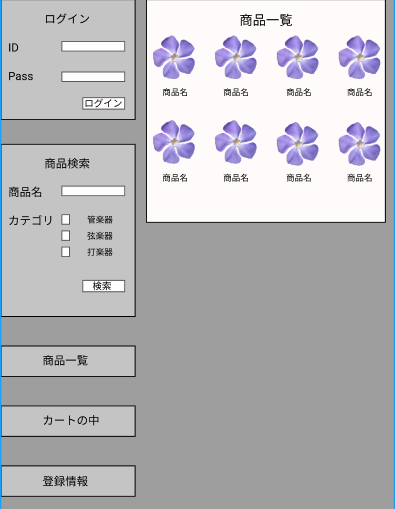 ログイン
ID
Pass
ログイン
商品検索
商品名
カテゴリ
管楽器
弦楽器
打楽器
検索
商品一覧
カートの中
登録情報
商品一覧
商品名 商品名 商品名 商品名
商品名 商品名 商品名 商品名